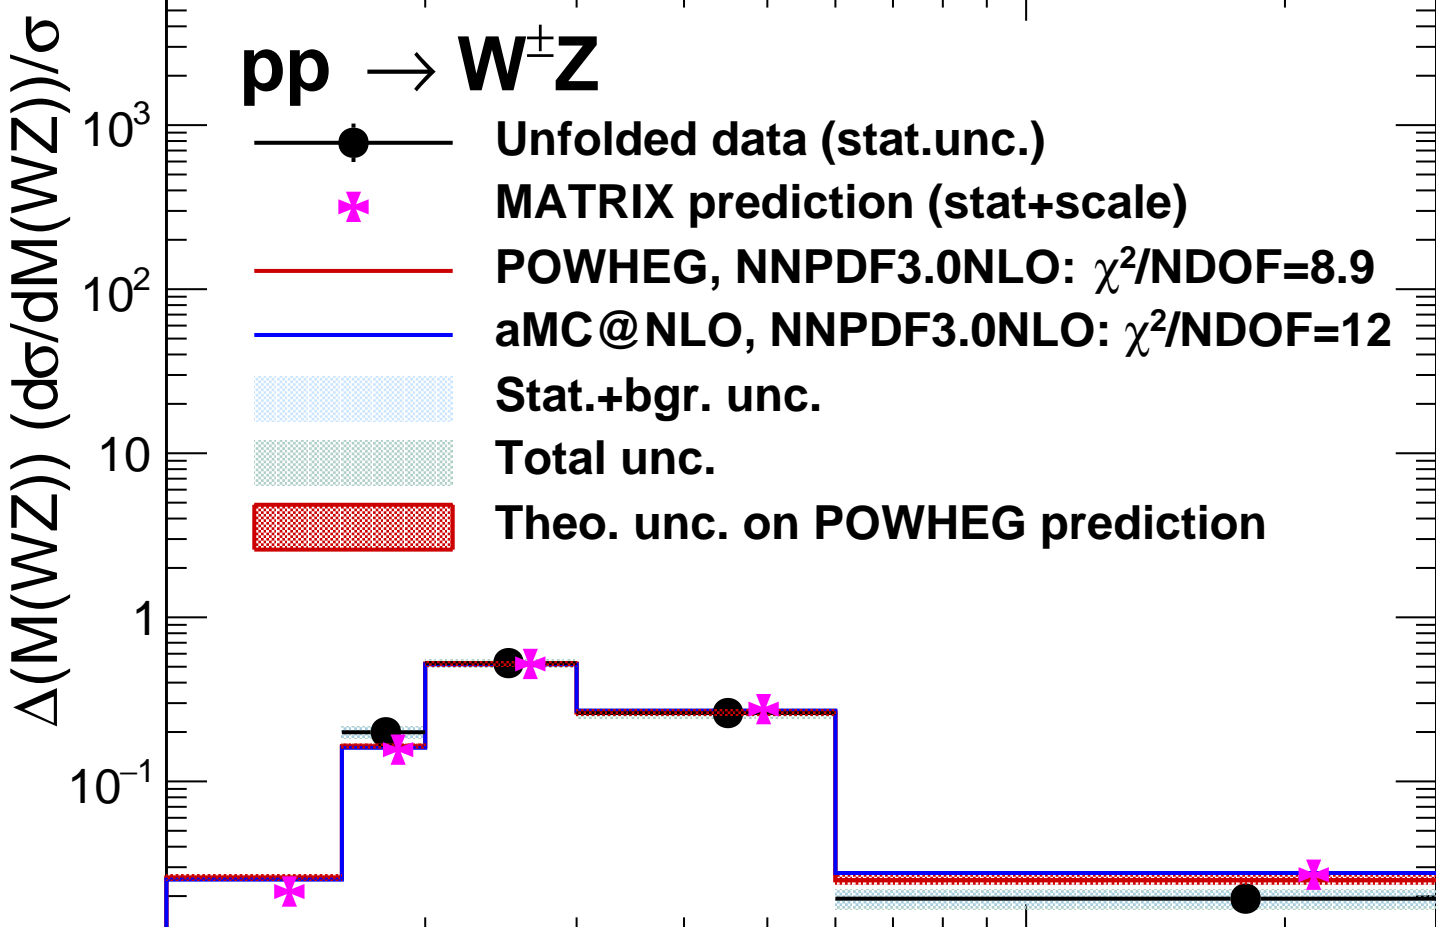 pp → W±Z
Unfolded data (stat.unc.)
MATRIX prediction (stat+scale)
POWHEG, NNPDF3.0NLO: χ²/NDOF=8.9
aMC@NLO, NNPDF3.0NLO: χ²/NDOF=12
Stat.+bgr. unc.
Total unc.
Theo. unc. on POWHEG prediction
Δ(M(WZ)) (dσ/dM(WZ))/σ
10³
10²
10
1
10⁻¹